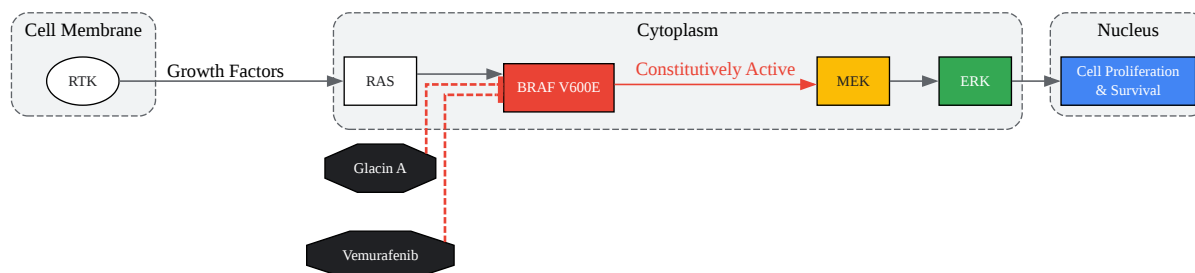 Cell Membrane
Cytoplasm
Nucleus
RTK
Growth Factors
RAS
BRAF V600E
Constitutively Active
MEK
ERK
Cell Proliferation
& Survival
Glacin A
Vemurafenib